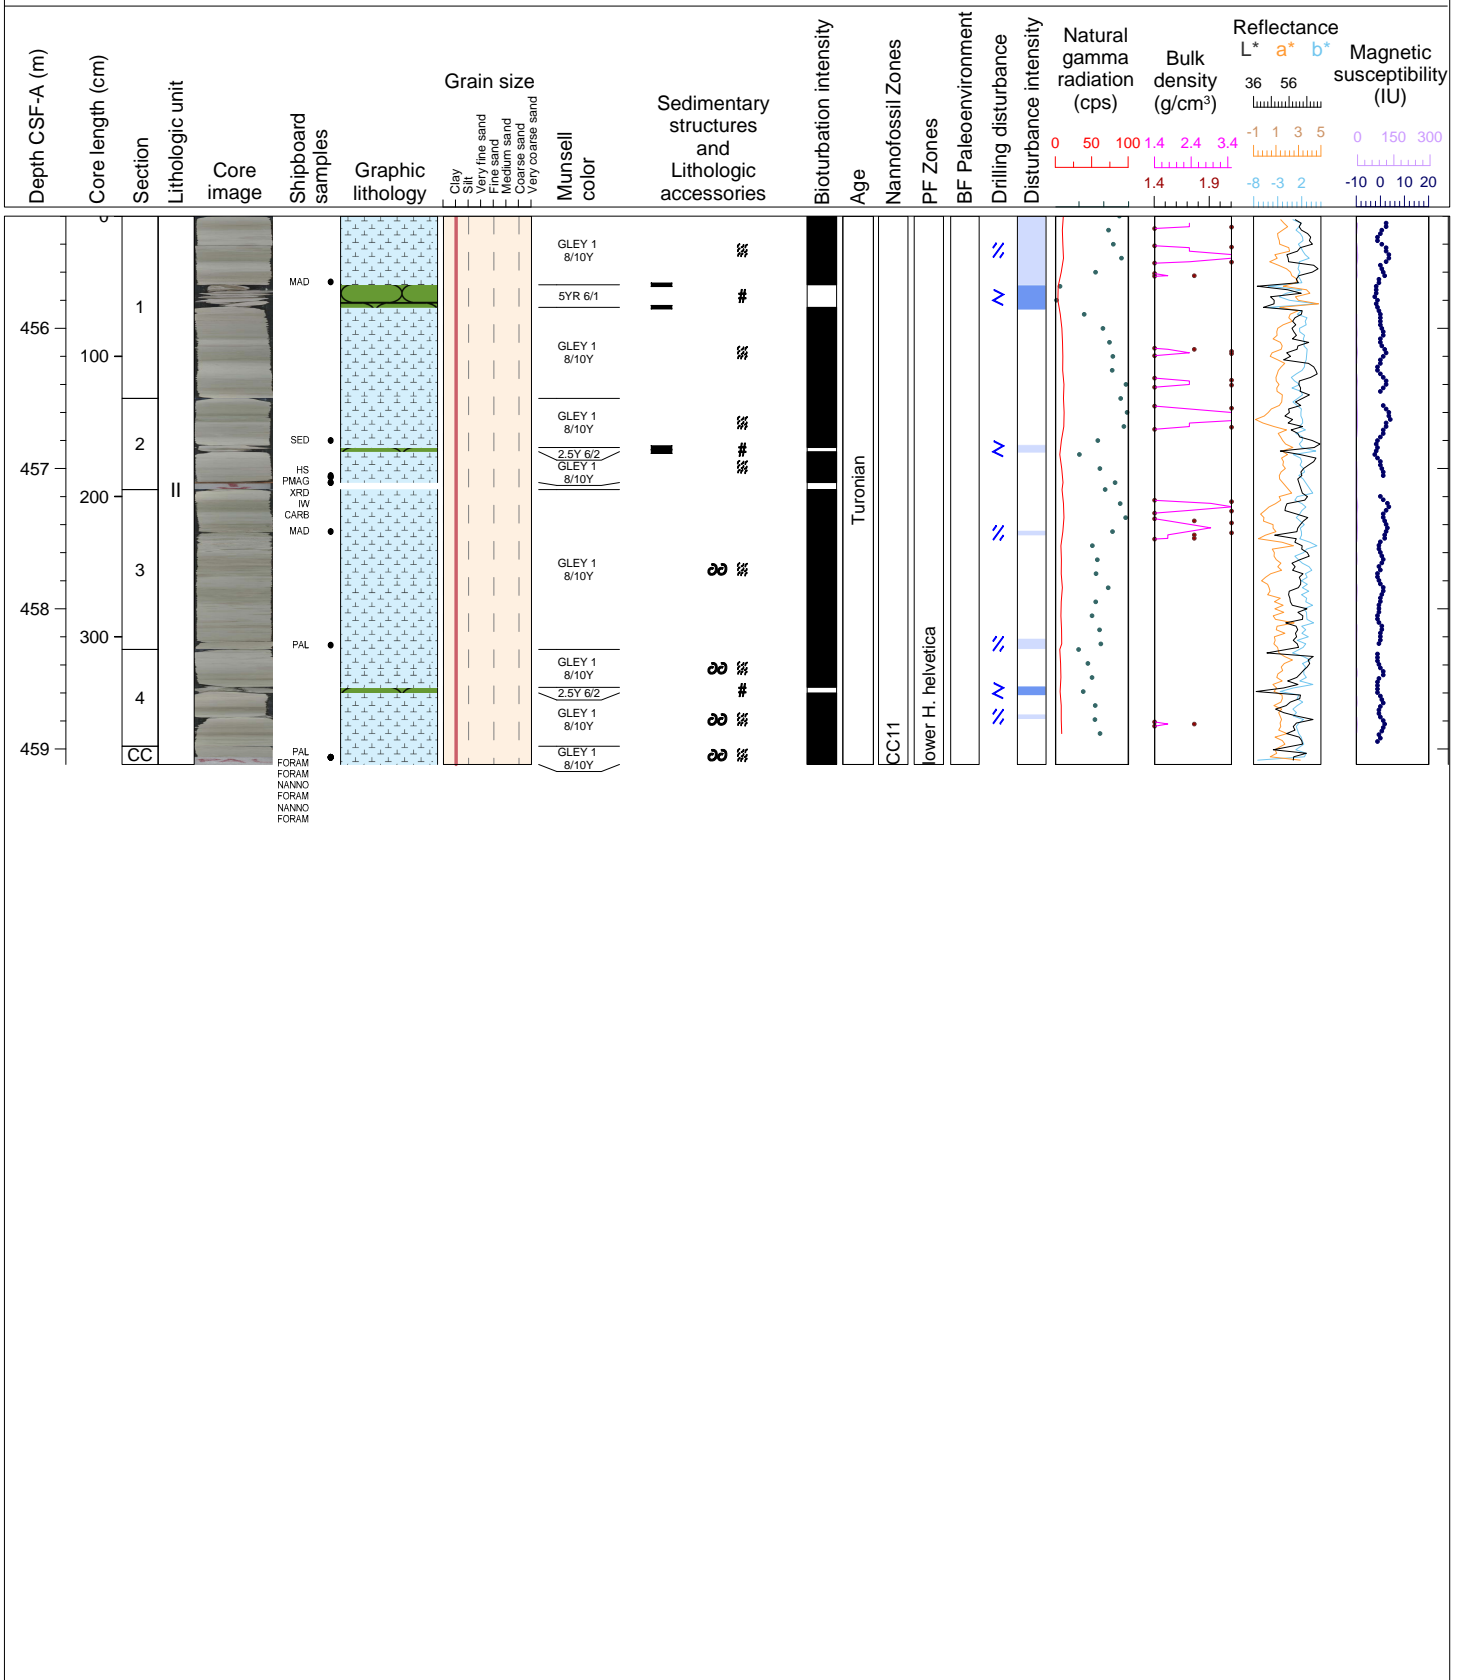 Depth CSF-A (m)
Core length (cm)
Section
Lithologic unit
Core
image
Shipboard
samples
Graphic
lithology
Grain size
Clay
Silt
Very fine sand
Fine sand
Medium sand
Coarse sand
Very coarse sand
Munsell
color
Sedimentary
structures
and
Lithologic
accessories
Bioturbation intensity
Age
Nannofossil Zones
PF Zones
BF Paleoenvironment
Drilling disturbance
Disturbance intensity
Natural
gamma
radiation
(cps)
0 50 100
Bulk
density
(g/cm³)
1.4 2.4 3.4
1.4 1.9
Reflectance
L* a* b*
36 56
-1 1 3 5
-8 -3 2
Magnetic
susceptibility
(IU)
0 150 300
-10 0 10 20
0
100
200
300
456
457
458
459
1
2
3
4
CC
II
MAD
SED
HS
PMAG
XRD
IW
CARB
MAD
PAL
PAL
FORAM
FORAM
NANNO
FORAM
NANNO
FORAM
GLEY 1
8/10Y
5YR 6/1
GLEY 1
8/10Y
GLEY 1
8/10Y
2.5Y 6/2
GLEY 1
8/10Y
GLEY 1
8/10Y
GLEY 1
8/10Y
2.5Y 6/2
GLEY 1
8/10Y
GLEY 1
8/10Y
Turonian
CC11
lower H. helvetica